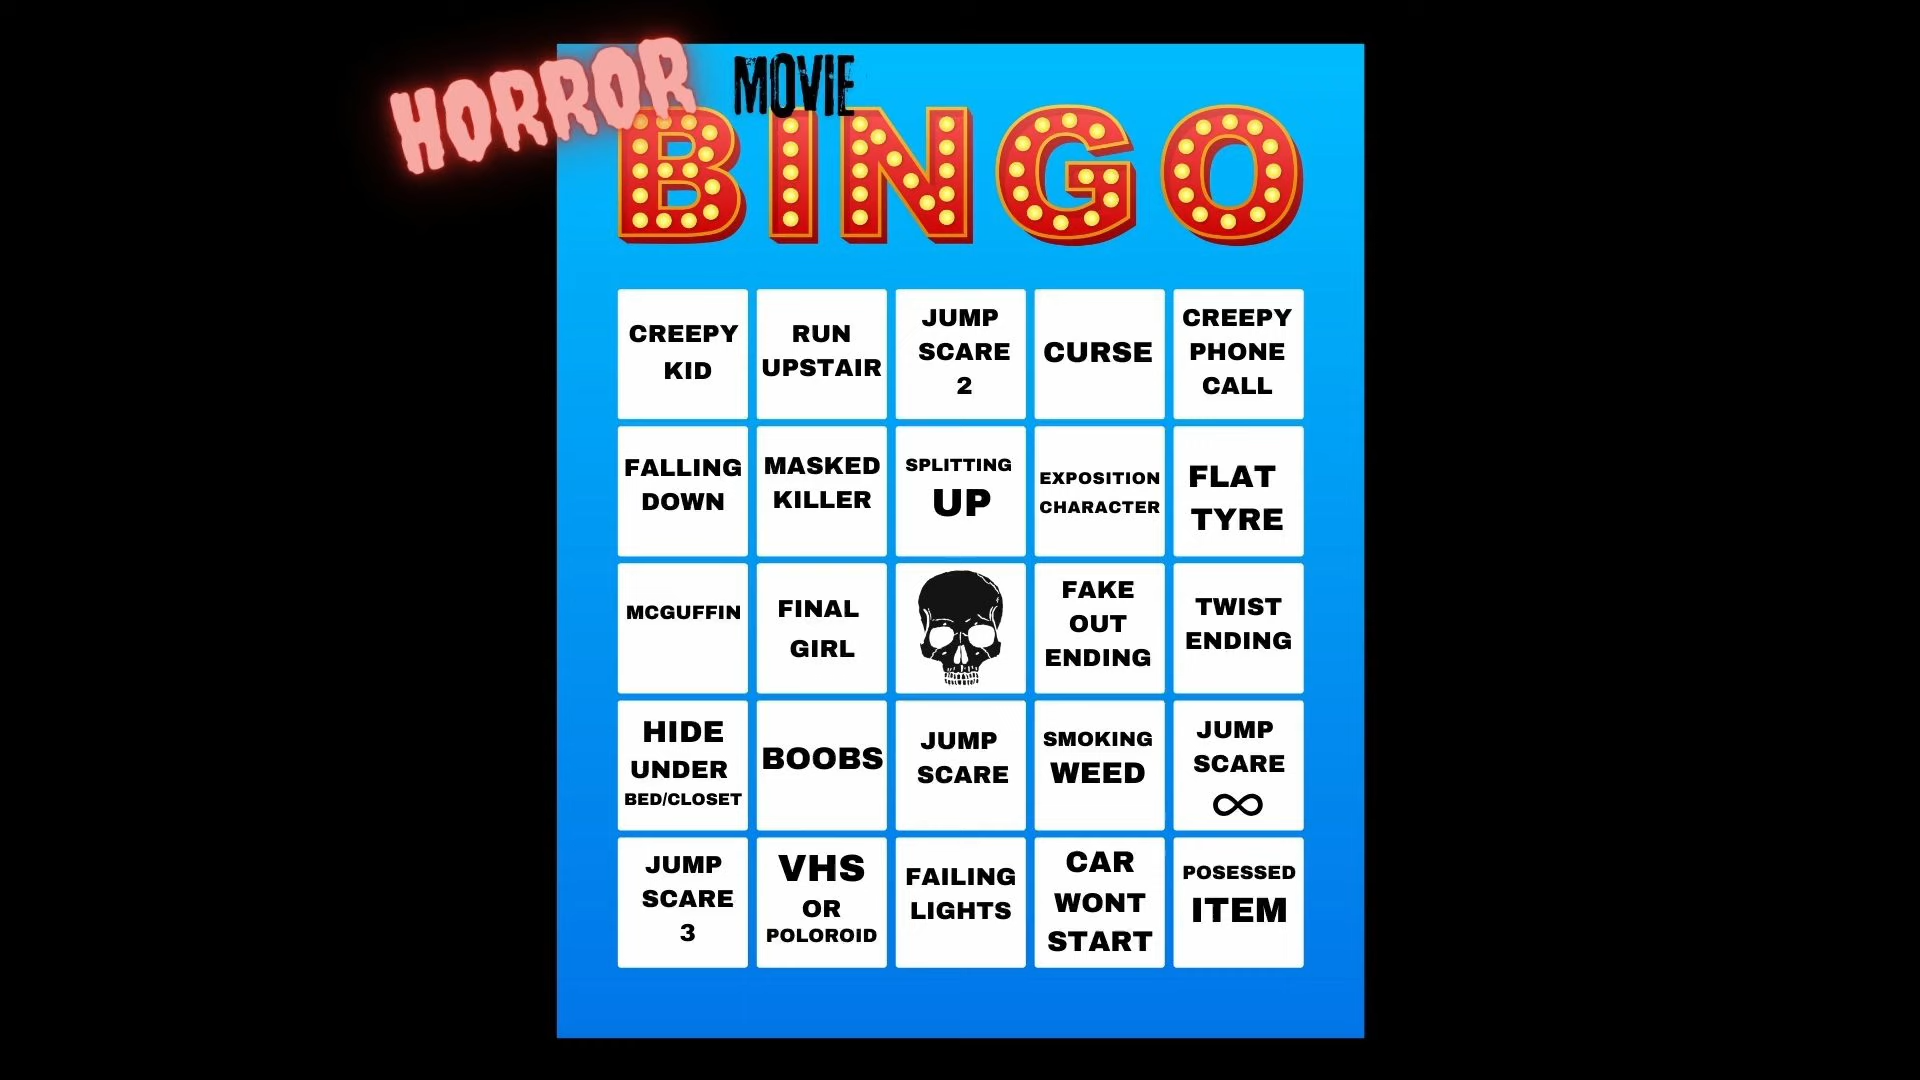 HORROR
MOVIE
BINGO
CREEPY
KID
RUN
UPSTAIR
JUMP
SCARE
2
CURSE
CREEPY
PHONE
CALL
FALLING
DOWN
MASKED
KILLER
SPLITTING
UP
EXPOSITION
CHARACTER
FLAT
TYRE
MCGUFFIN
FINAL
GIRL
FAKE
OUT
ENDING
TWIST
ENDING
HIDE
UNDER
BED/CLOSET
BOOBS
JUMP
SCARE
SMOKING
WEED
JUMP
SCARE
∞
JUMP
SCARE
3
VHS
OR
POLOROID
FAILING
LIGHTS
CAR
WONT
START
POSESSED
ITEM